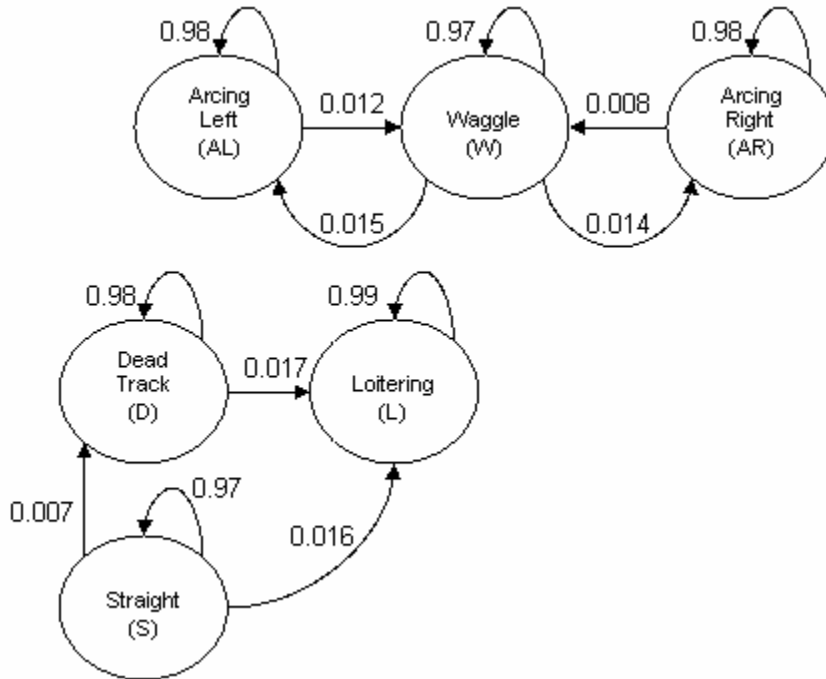 0.98
0.97
0.98
Arcing
Left
(AL)
0.012
Waggle
(W)
0.008
Arcing
Right
(AR)
0.015
0.014
0.98
0.99
Dead
Track
(D)
0.017
Loitering
(L)
0.007
0.97
0.016
Straight
(S)